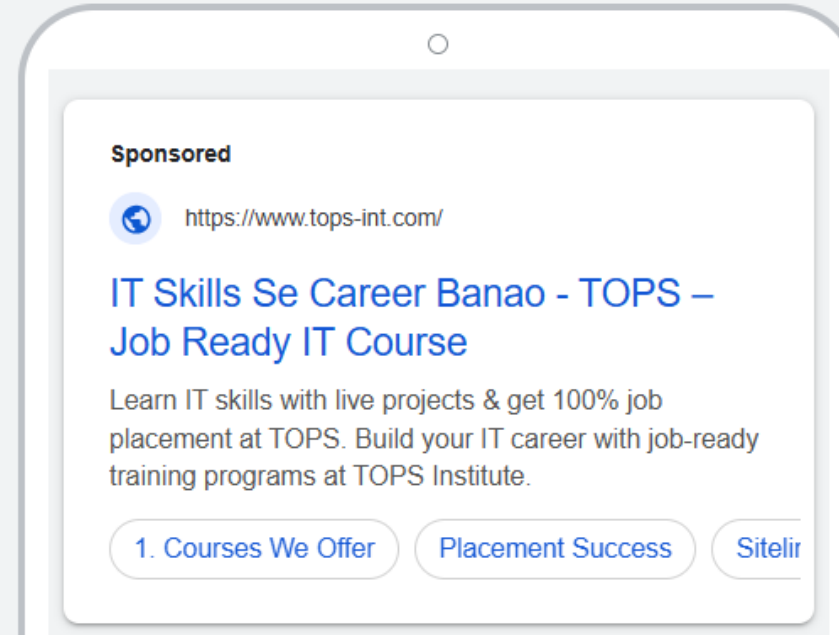 Sponsored
https://www.tops-int.com/
IT Skills Se Career Banao - TOPS –
Job Ready IT Course
Learn IT skills with live projects & get 100% job
placement at TOPS. Build your IT career with job-ready
training programs at TOPS Institute.
1. Courses We Offer
Placement Success